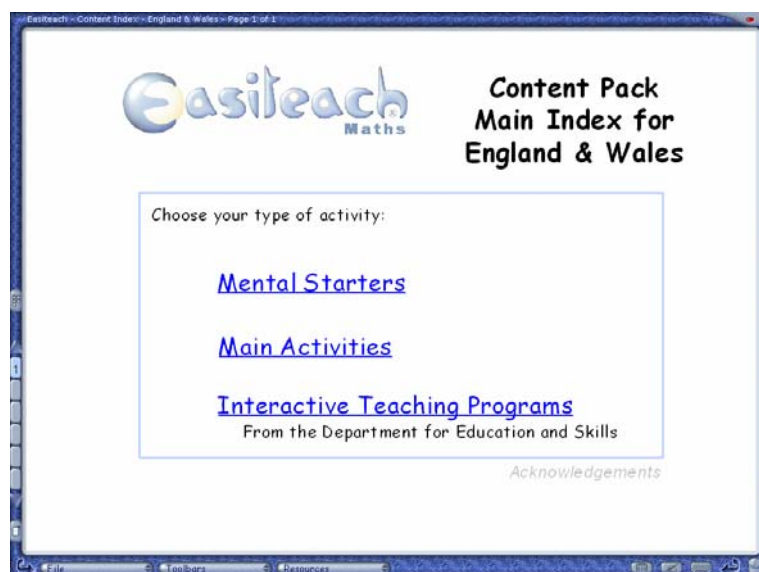 Easiteach - Content Index - England & Wales - Page 1 of 1
Easiteach
Maths
Content Pack
Main Index for
England & Wales
Choose your type of activity:
Mental Starters
Main Activities
Interactive Teaching Programs
From the Department for Education and Skills
Acknowledgements
1
File
Toolbars
Resources